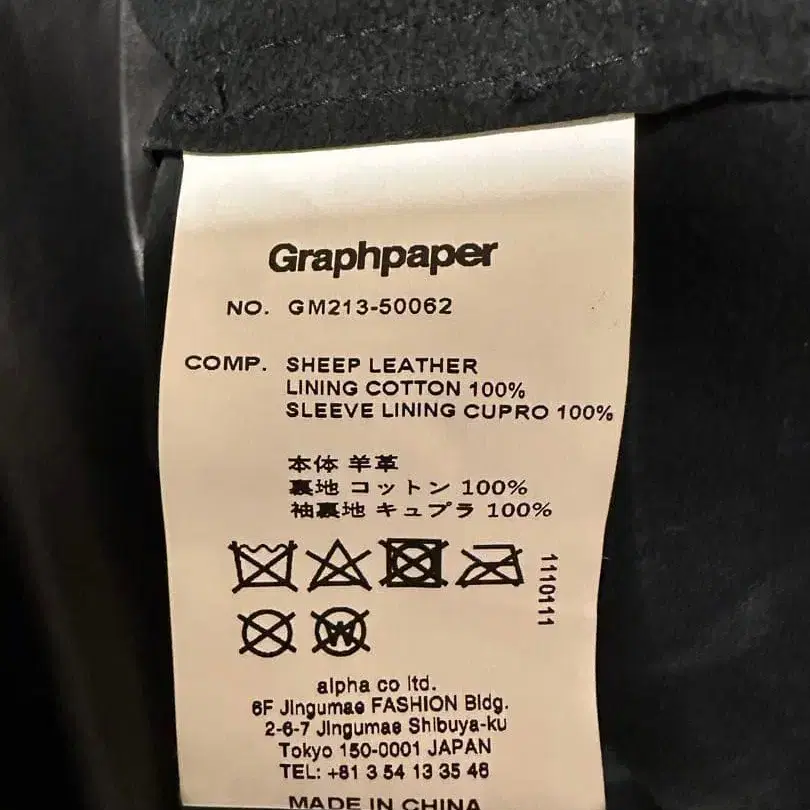 Graphpaper
NO. GM213-50062
COMP. SHEEP LEATHER
LINING COTTON 100%
SLEEVE LINING CUPRO 100%
本体 羊革
裏地 コットン 100%
袖裏地 キュプラ 100%
1110111
W
alpha co ltd.
6F Jingumae FASHION Bldg.
2-6-7 Jingumae Shibuya-ku
Tokyo 150-0001 JAPAN
TEL: +81 3 54 13 35 46
MADE IN CHINA